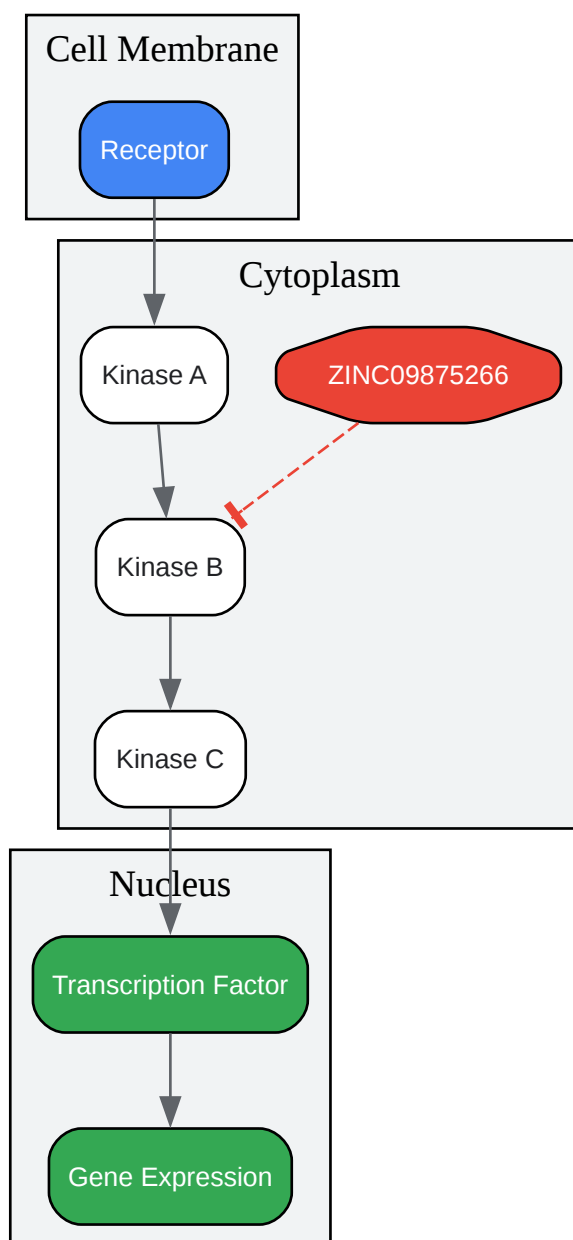 Cell Membrane
Receptor
Cytoplasm
Kinase A
ZINC09875266
Kinase B
Kinase C
Nucleus
Transcription Factor
Gene Expression